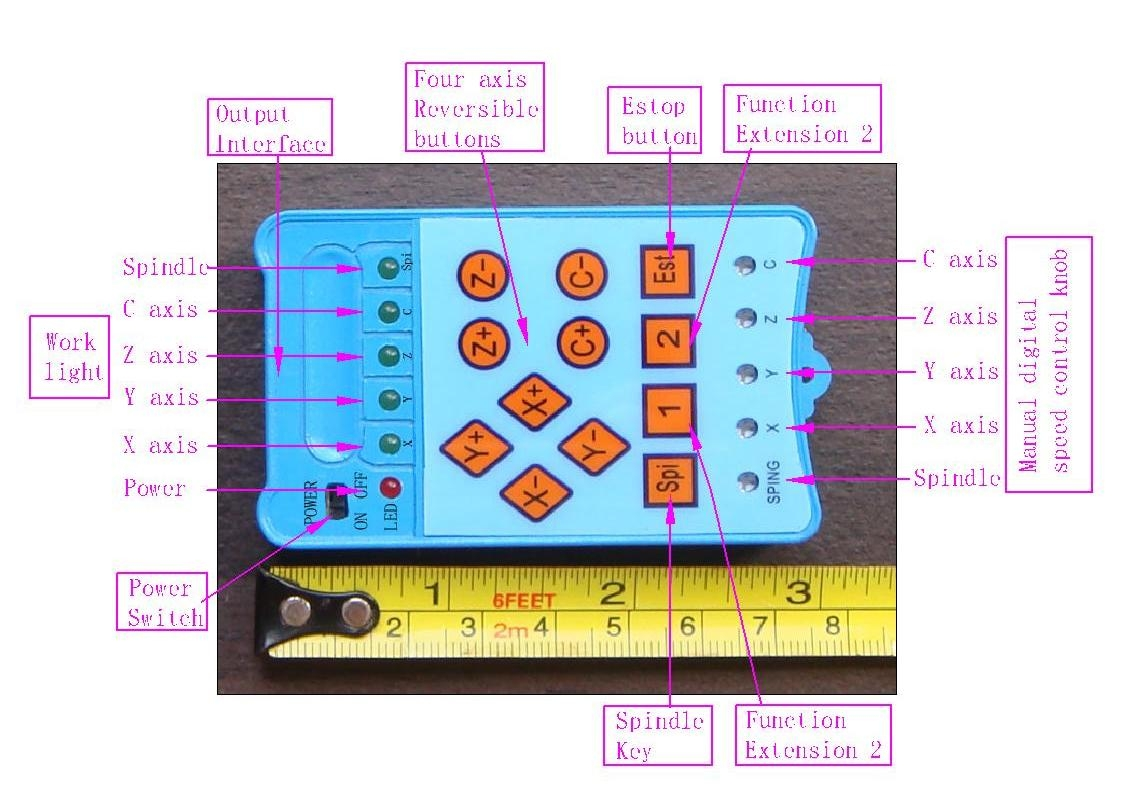 Four axis
Reversible
buttons
Output
Interface
Estop
button
Function
Extension 2
Spindle
C axis
Z axis
Y axis
X axis
Power
Work
light
Power
Switch
Spi
C
Z
Y
X
POWER
ON OFF
LED
Z-
C-
Est
Z+
C+
2
X+
1
Y+
Y-
X-
Spi
C
Z
Y
X
SPING
C axis
Z axis
Y axis
X axis
Spindle
Manual digital
speed control knob
1 6FEET 2 3
2 3 2m 4 5 6 7 8
Spindle
Key
Function
Extension 2